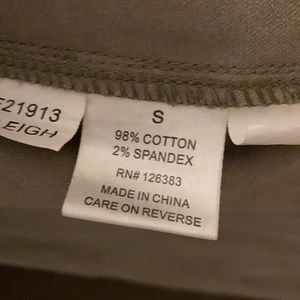 21913
EIGH
S
98% COTTON
2% SPANDEX
RN# 126383
MADE IN CHINA
CARE ON REVERSE